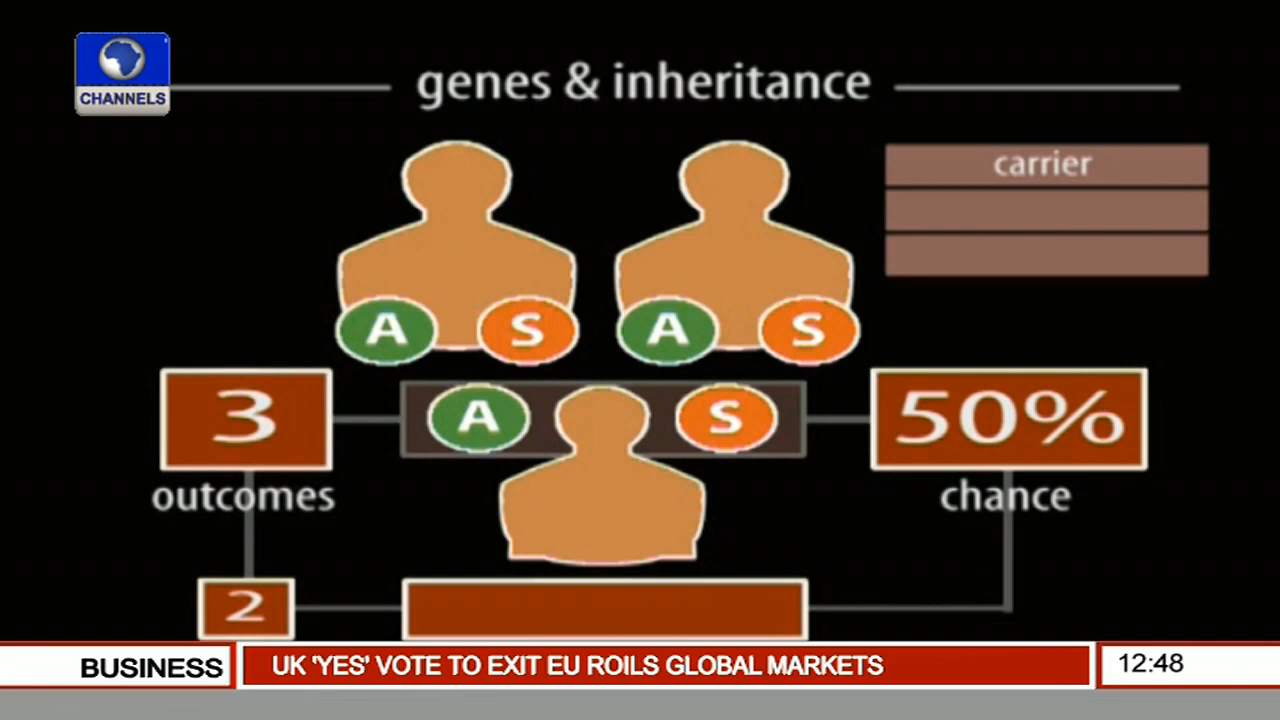 CHANNELS
genes & inheritance
carrier
A S A S
3
A S
50%
outcomes
chance
2
BUSINESS
UK 'YES' VOTE TO EXIT EU ROILS GLOBAL MARKETS
12:48